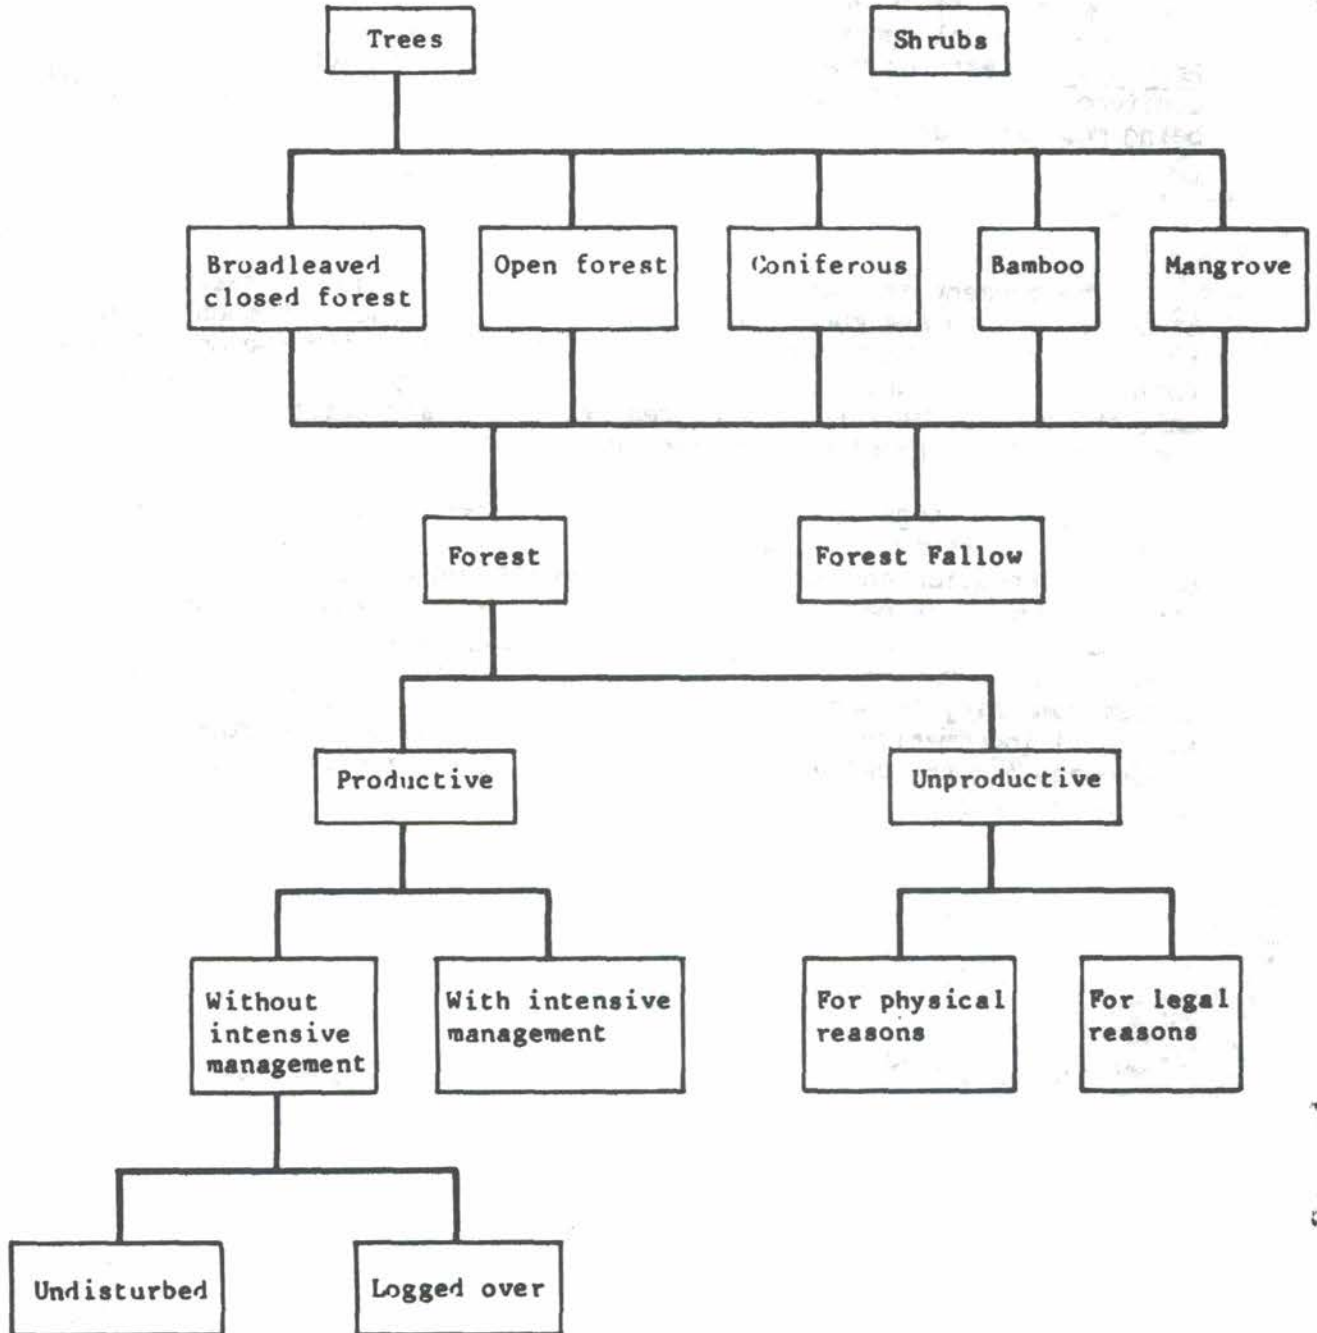 Trees
Shrubs
Broadleaved
closed forest
Open forest
Coniferous
Bamboo
Mangrove
Forest
Forest Fallow
Productive
Unproductive
Without
intensive
management
With intensive
management
For physical
reasons
For legal
reasons
Undisturbed
Logged over